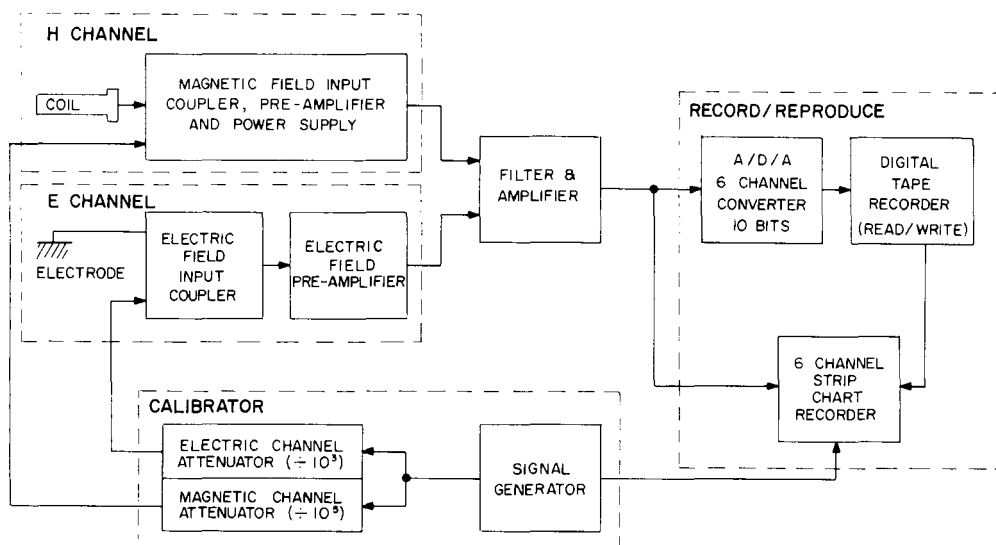 H CHANNEL
COIL
MAGNETIC FIELD INPUT
COUPLER, PRE-AMPLIFIER
AND POWER SUPPLY
E CHANNEL
ELECTRODE
ELECTRIC
FIELD
INPUT
COUPLER
ELECTRIC
FIELD
PRE-AMPLIFIER
FILTER &
AMPLIFIER
RECORD/REPRODUCE
A/D/A
6 CHANNEL
CONVERTER
10 BITS
DIGITAL
TAPE
RECORDER
(READ/WRITE)
6 CHANNEL
STRIP
CHART
RECORDER
CALIBRATOR
ELECTRIC CHANNEL
ATTENUATOR (÷10³)
MAGNETIC CHANNEL
ATTENUATOR (÷10⁵)
SIGNAL
GENERATOR